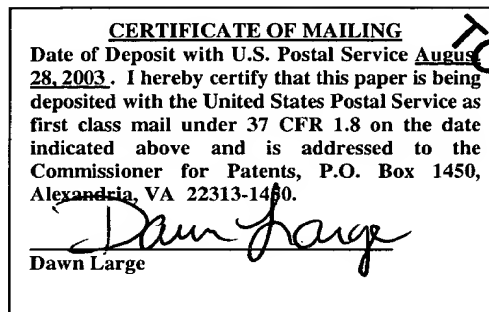 CERTIFICATE OF MAILING
Date of Deposit with U.S. Postal Service August
28, 2003. I hereby certify that this paper is being
deposited with the United States Postal Service as
first class mail under 37 CFR 1.8 on the date
indicated above and is addressed to the
Commissioner for Patents, P.O. Box 1450,
Alexandria, VA 22313-1450.
Dawn Large
Dawn Large